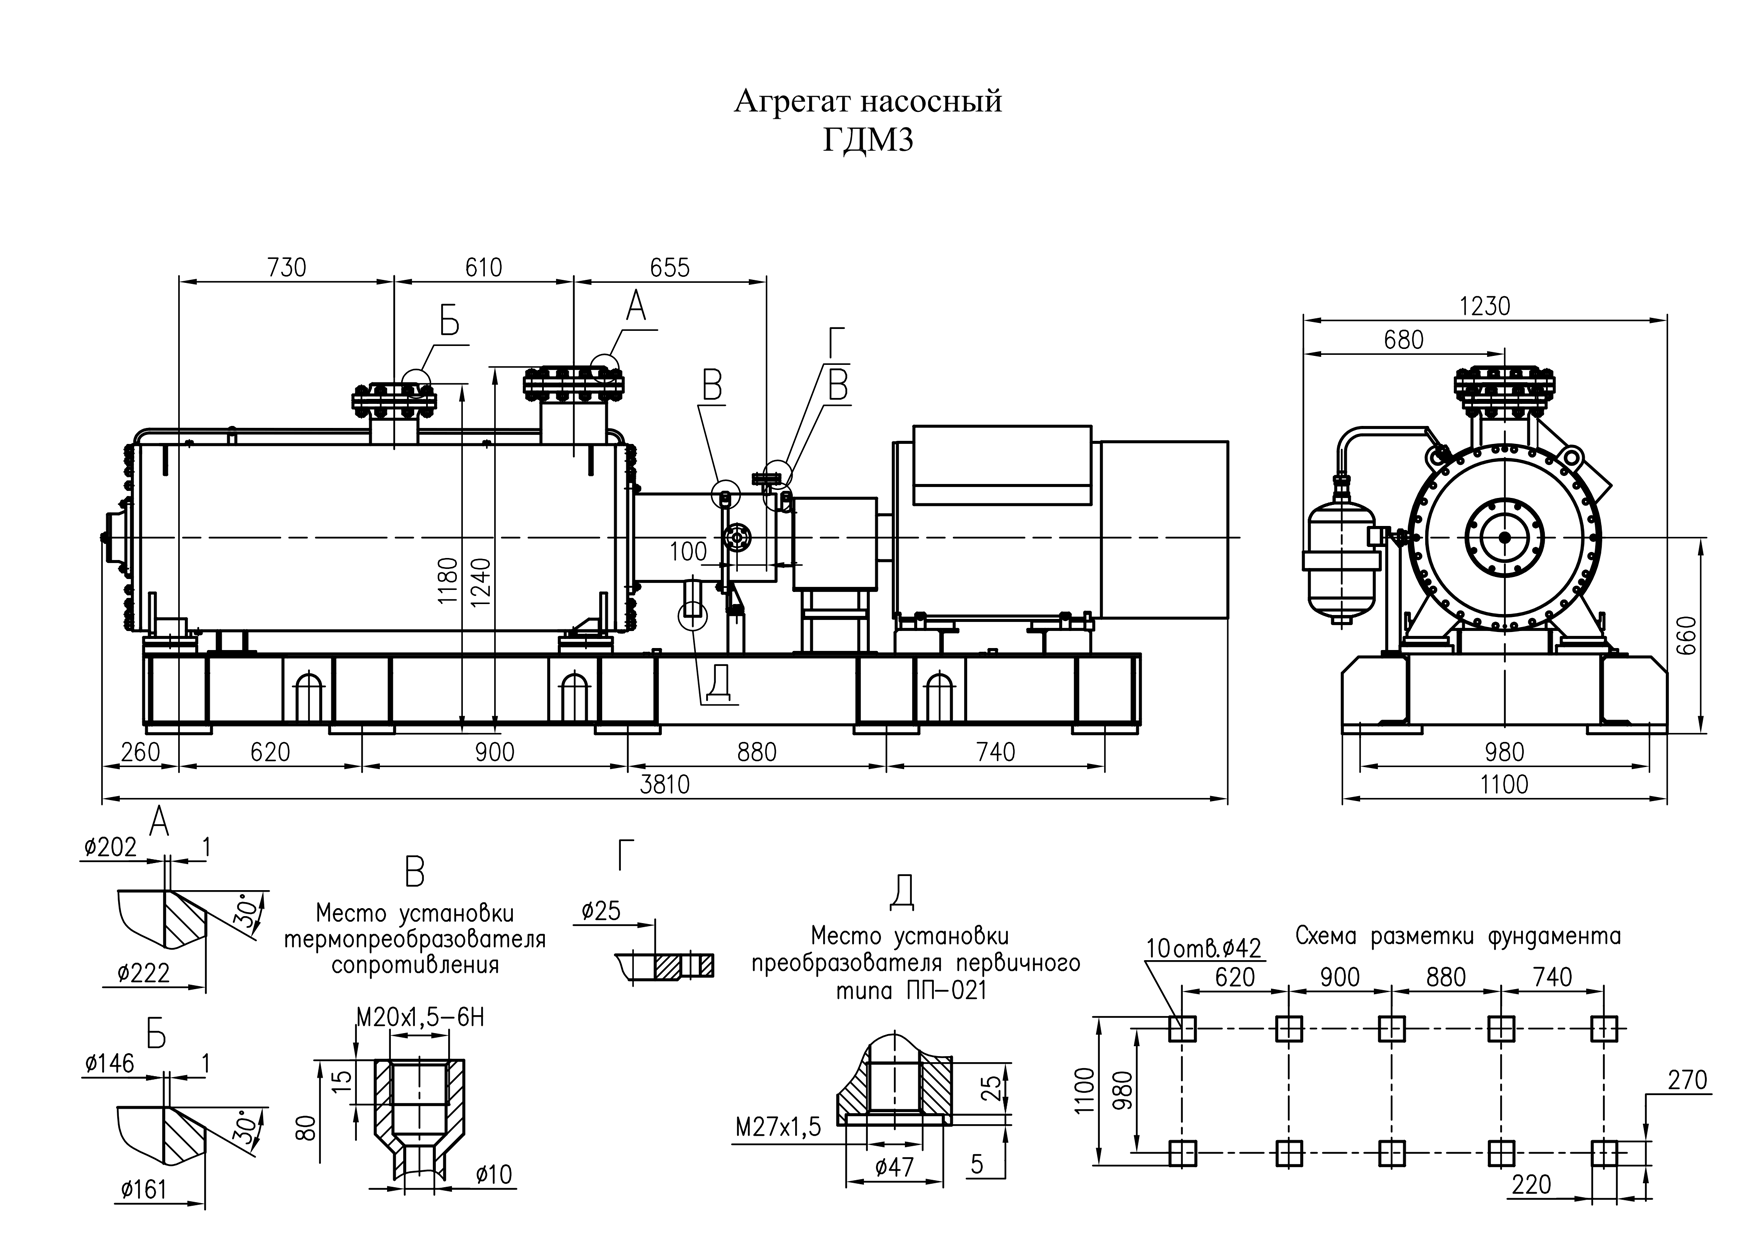 Агрегат насосный
ГДМ3
730
610
655
Б
А
Г
В
В
1180
1240
100
Д
260
620
900
880
740
3810
1230
680
660
980
1100
А
ø202
1
30°
ø222
Б
ø146
1
30°
ø161
В
Место установки
термопреобразователя
сопротивления
М20х1,5-6Н
15
80
ø10
Г
ø25
Д
Место установки
преобразователя первичного
типа ПП-021
25
М27х1,5
ø47
5
Схема разметки фундамента
10отв.ø42
620
900
880
740
1100
980
270
220